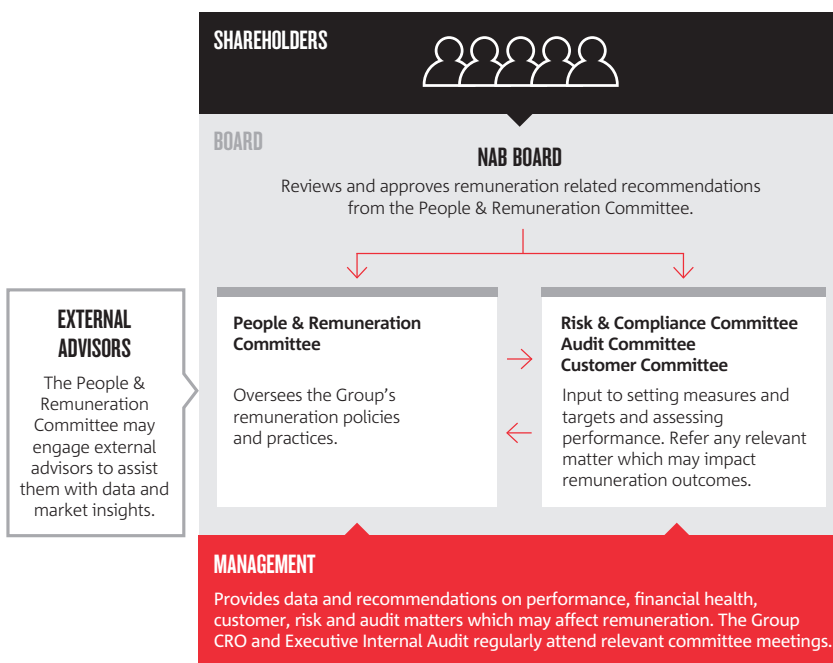 SHAREHOLDERS
BOARD
NAB BOARD
Reviews and approves remuneration related recommendations
from the People & Remuneration Committee.
EXTERNAL
ADVISORS
The People &
Remuneration
Committee may
engage external
advisors to assist
them with data and
market insights.
People & Remuneration
Committee
Oversees the Group's
remuneration policies
and practices.
Risk & Compliance Committee
Audit Committee
Customer Committee
Input to setting measures and
targets and assessing
performance. Refer any relevant
matter which may impact
remuneration outcomes.
MANAGEMENT
Provides data and recommendations on performance, financial health,
customer, risk and audit matters which may affect remuneration. The Group
CRO and Executive Internal Audit regularly attend relevant committee meetings.